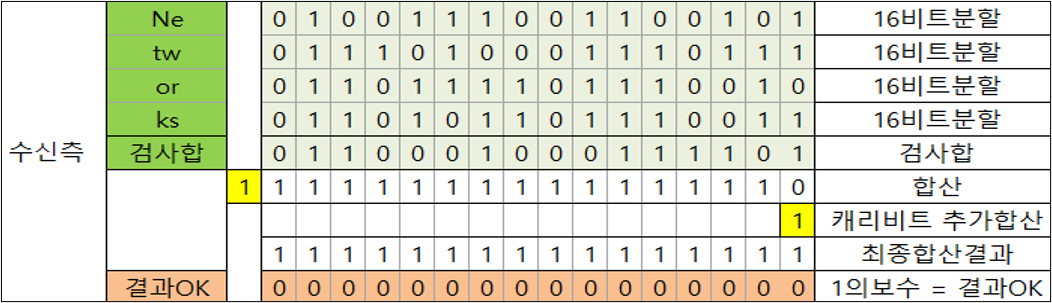 Ne 0 1 0 0 1 1 1 0 0 1 1 0 0 1 0 1 16비트분할
tw 0 1 1 1 0 1 0 0 0 1 1 1 0 1 1 1 16비트분할
or 0 1 1 0 1 1 1 1 0 1 1 1 0 0 1 0 16비트분할
ks 0 1 1 0 1 0 1 1 0 1 1 1 0 0 1 1 16비트분할
수신측 검사합 0 1 1 0 0 0 1 0 0 0 1 1 1 1 0 1 검사합
1 1 1 1 1 1 1 1 1 1 1 1 1 1 1 1 0 합산
1 캐리비트 추가합산
1 1 1 1 1 1 1 1 1 1 1 1 1 1 1 1 최종합산결과
결과OK 0 0 0 0 0 0 0 0 0 0 0 0 0 0 0 0 1의보수 = 결과OK